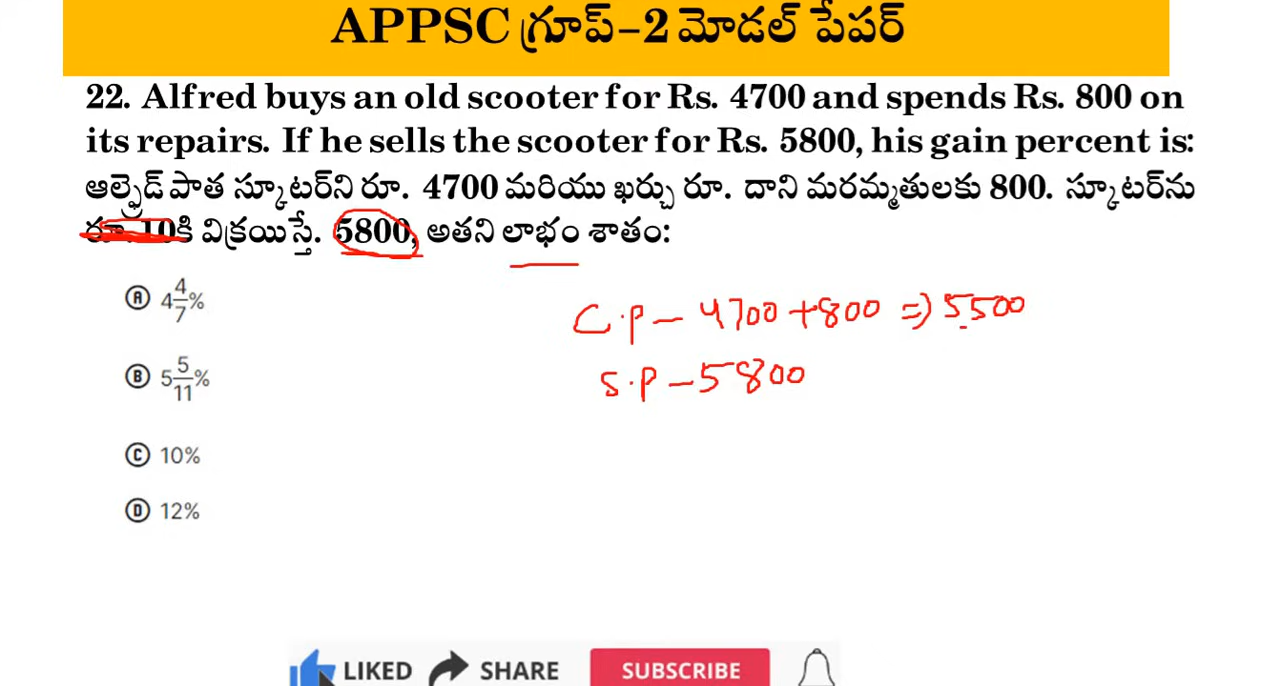 APPSC గ్రూప్-2 మోడల్ పేపర్
22. Alfred buys an old scooter for Rs. 4700 and spends Rs. 800 on
its repairs. If he sells the scooter for Rs. 5800, his gain percent is:
ఆల్ఫ్రెడ్ పాత స్కూటర్‌ని రూ. 4700 మరియు ఖర్చు రూ. దాని మరమ్మతులకు 800. స్కూటర్‌ను
రూ. 10కి విక్రయిస్తే. 5800, అతని లాభం శాతం:
A 4 4/7%
C.P - 4700 + 800 => 5500
B 5 5/11%
S.P - 5800
C 10%
D 12%
LIKED SHARE SUBSCRIBE